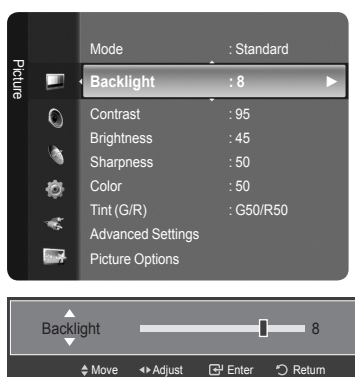 Picture
Mode : Standard
Backlight : 8 ►
Contrast : 95
Brightness : 45
Sharpness : 50
Color : 50
Tint (G/R) : G50/R50
Advanced Settings
Picture Options
Backlight 8
Move Adjust Enter Return